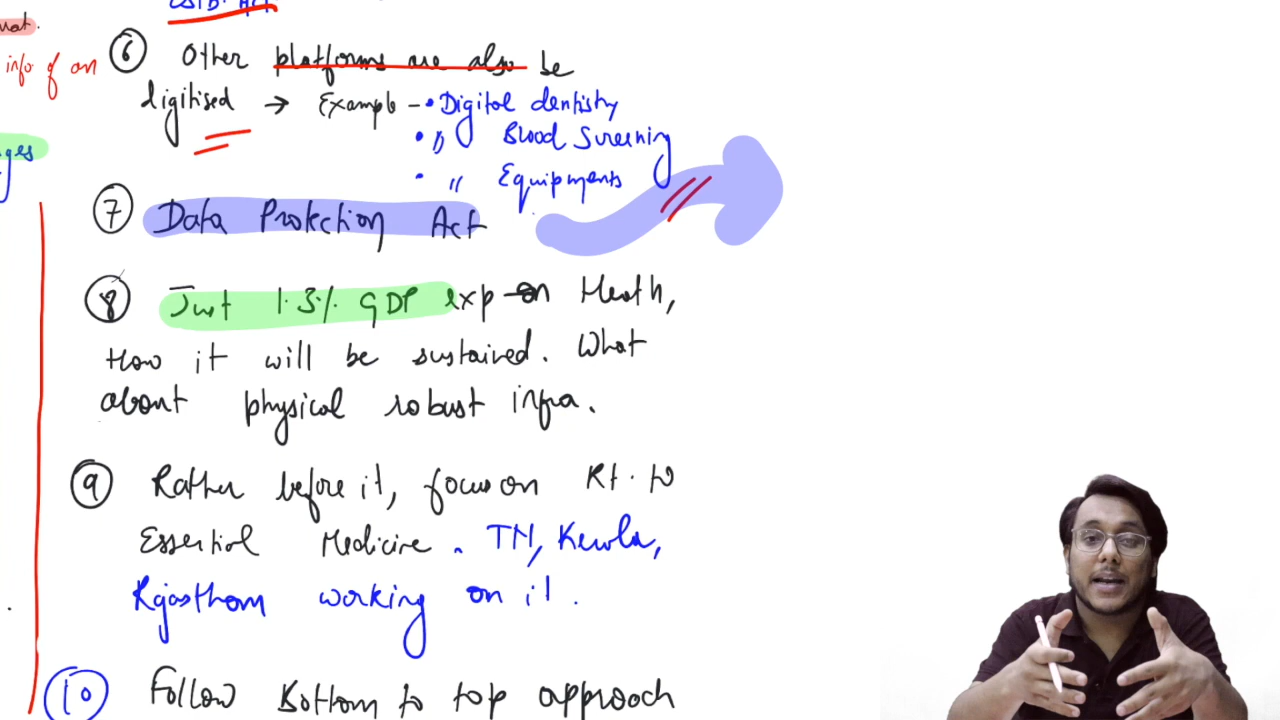 nat.
info of an
ges
Act
6 Other platforms are also be
digitised → Example - • Digital dentistry
• " Blood Screening
• " Equipments
7 Data Protection Act
8 Just 1.3% GDP exp on Heath,
How it will be sustained. What
about physical robust infra.
9 Rather before it, focus on Rt. to
Essential Medicine. TN, Kerala,
Rajasthan working on it.
10 Follow Bottom to top approach